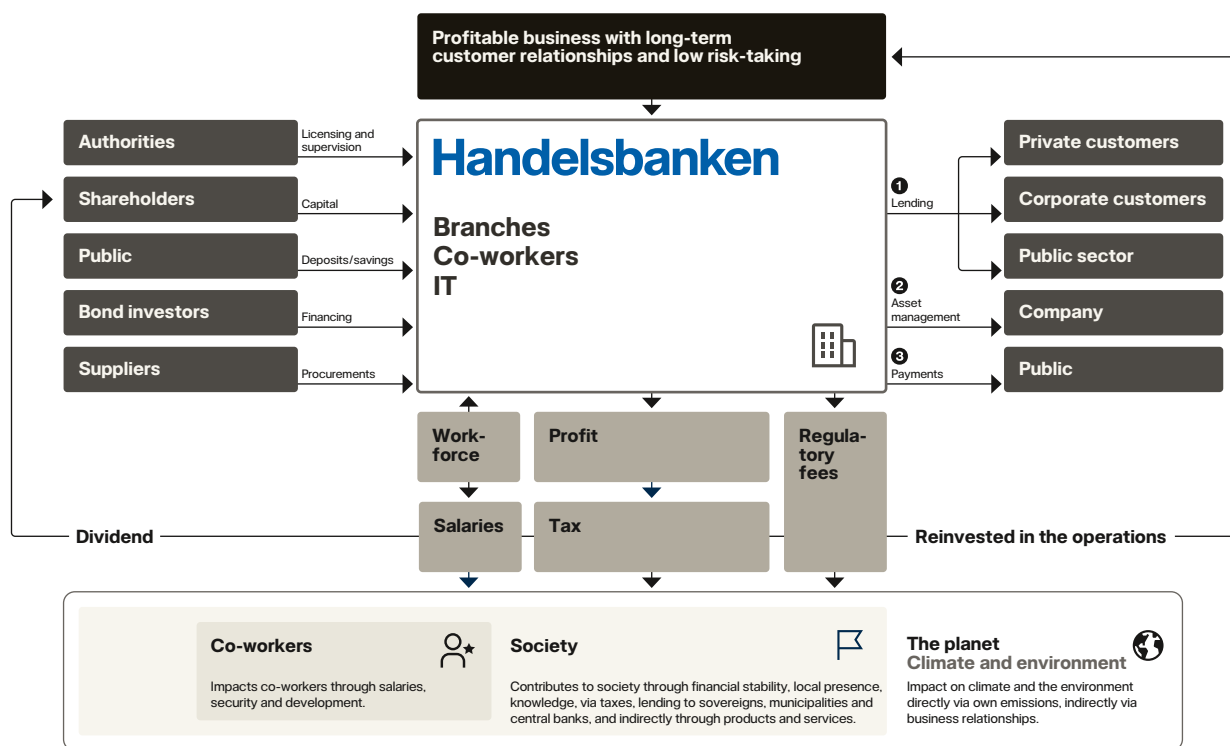 Profitable business with long-term
customer relationships and low risk-taking
Authorities
Licensing and
supervision
Shareholders
Capital
Public
Deposits/savings
Bond investors
Financing
Suppliers
Procurements
Handelsbanken
Branches
Co-workers
IT
1
Lending
2
Asset
management
3
Payments
Private customers
Corporate customers
Public sector
Company
Public
Work-
force
Profit
Regula-
tory
fees
Salaries
Tax
Dividend
Reinvested in the operations
Co-workers
Impacts co-workers through salaries,
security and development.
Society
Contributes to society through financial stability, local presence,
knowledge, via taxes, lending to sovereigns, municipalities and
central banks, and indirectly through products and services.
The planet
Climate and environment
Impact on climate and the environment
directly via own emissions, indirectly via
business relationships.